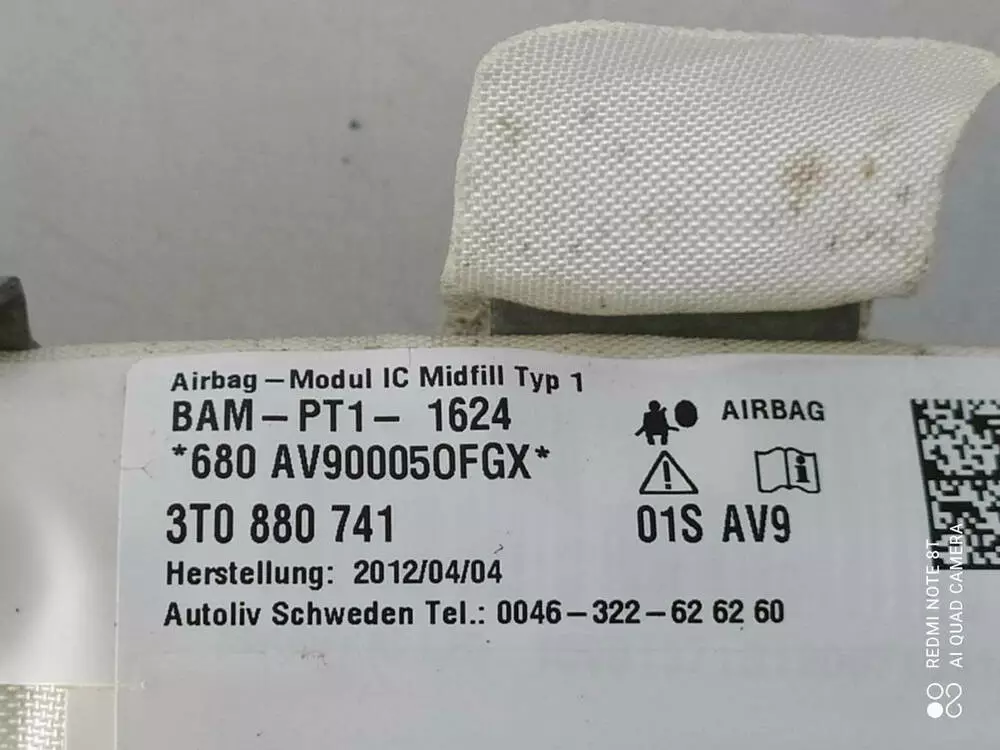 Airbag – Modul IC Midfill Typ 1
BAM – PT1 – 1624
*680 AV90005OFGX*
3T0 880 741
Herstellung: 2012/04/04
Autoliv Schweden Tel.: 0046 – 322 – 62 62 60
AIRBAG
01S AV9
REDMI NOTE 8T
AI QUAD CAMERA